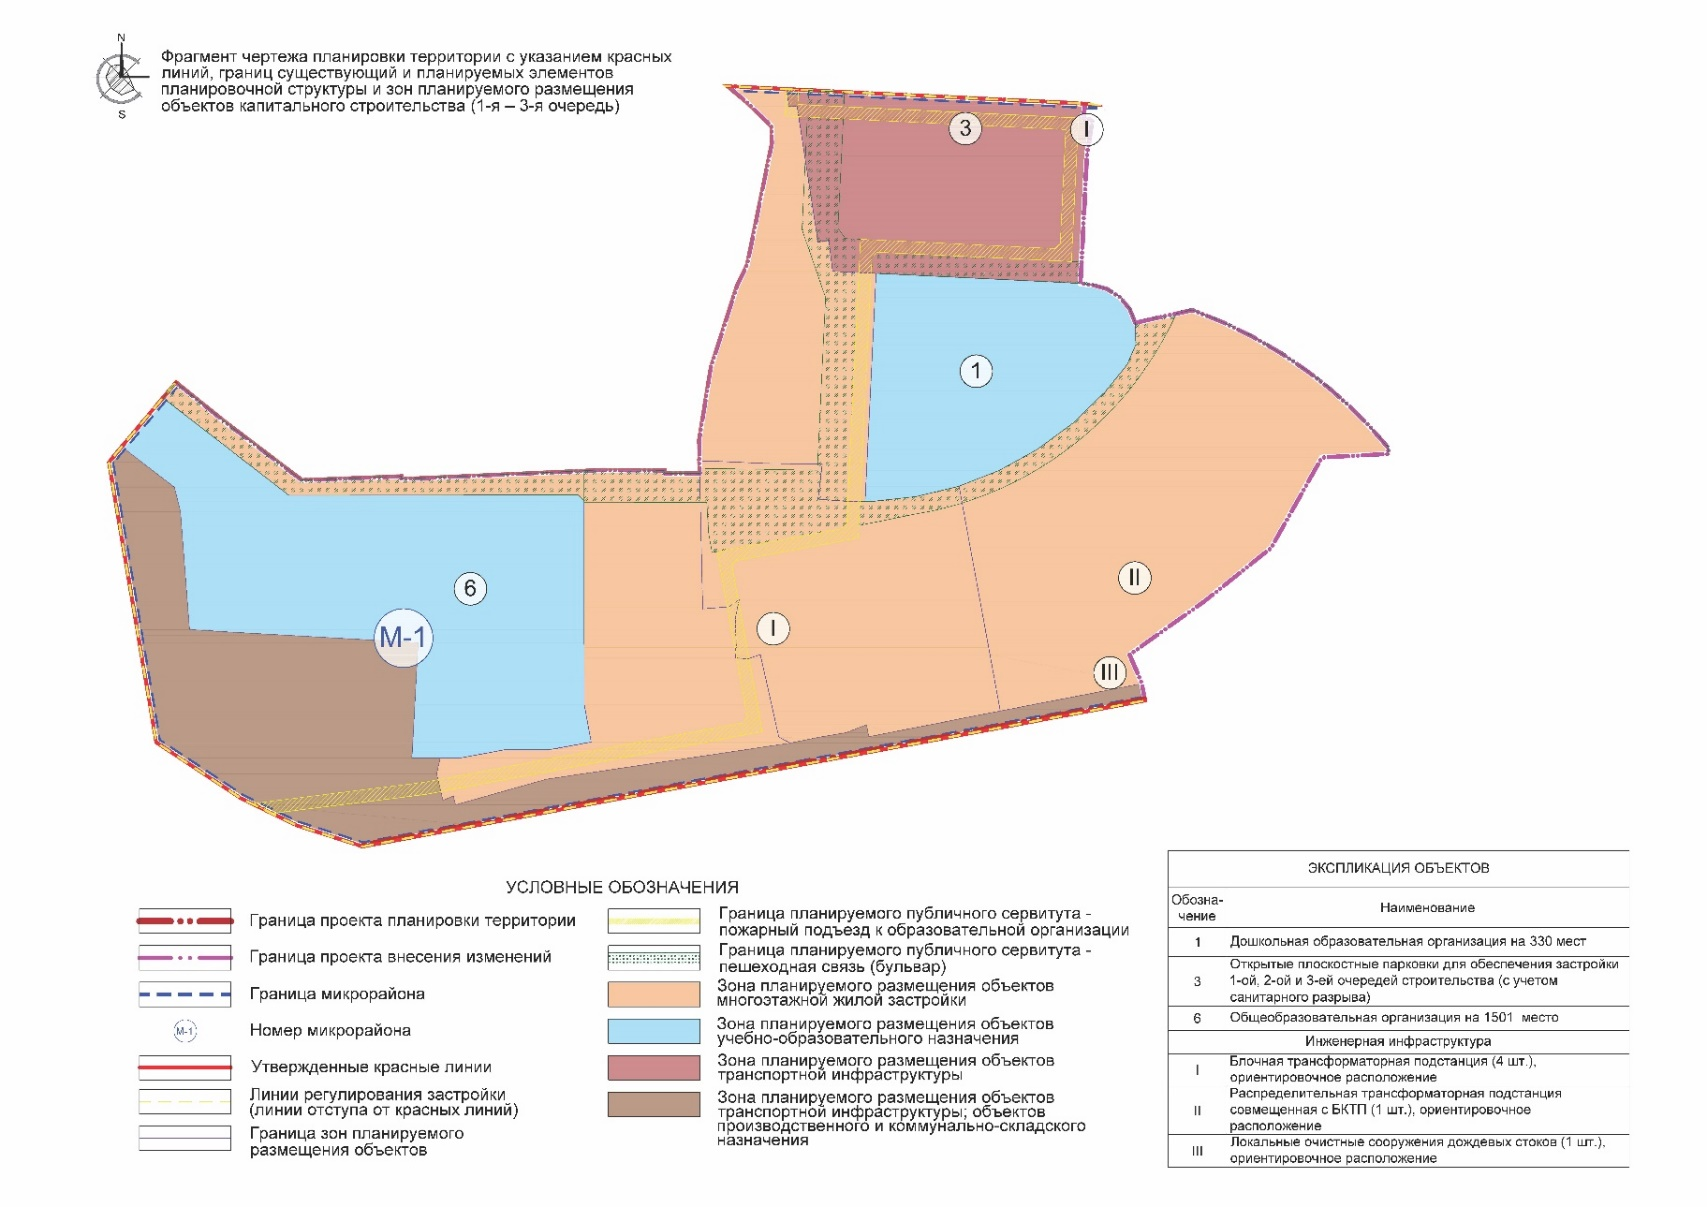 N
S
Фрагмент чертежа планировки территории с указанием красных
линий, границ существующий и планируемых элементов
планировочной структуры и зон планируемого размещения
объектов капитального строительства (1-я – 3-я очередь)
3
I
1
6
М-1
I
II
III
УСЛОВНЫЕ ОБОЗНАЧЕНИЯ
Граница проекта планировки территории
Граница проекта внесения изменений
Граница микрорайона
М-1
Номер микрорайона
Утвержденные красные линии
Линии регулирования застройки
(линии отступа от красных линий)
Граница зон планируемого
размещения объектов
Граница планируемого публичного сервитута -
пожарный подъезд к образовательной организации
Граница планируемого публичного сервитута -
пешеходная связь (бульвар)
Зона планируемого размещения объектов
многоэтажной жилой застройки
Зона планируемого размещения объектов
учебно-образовательного назначения
Зона планируемого размещения объектов
транспортной инфраструктуры
Зона планируемого размещения объектов
транспортной инфраструктуры; объектов
производственного и коммунально-складского
назначения
ЭКСПЛИКАЦИЯ ОБЪЕКТОВ
Обозна-
чение
Наименование
1 Дошкольная образовательная организация на 330 мест
3 Открытые плоскостные парковки для обеспечения застройки
1-ой, 2-ой и 3-ей очередей строительства (с учетом
санитарного разрыва)
6 Общеобразовательная организация на 1501 место
Инженерная инфраструктура
I Блочная трансформаторная подстанция (4 шт.),
ориентировочное расположение
II Распределительная трансформаторная подстанция
совмещенная с БКТП (1 шт.), ориентировочное
расположение
III Локальные очистные сооружения дождевых стоков (1 шт.),
ориентировочное расположение